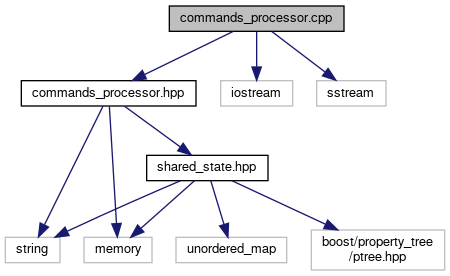 commands_processor.cpp
commands_processor.hpp
iostream
sstream
shared_state.hpp
string
memory
unordered_map
boost/property_tree
/ptree.hpp